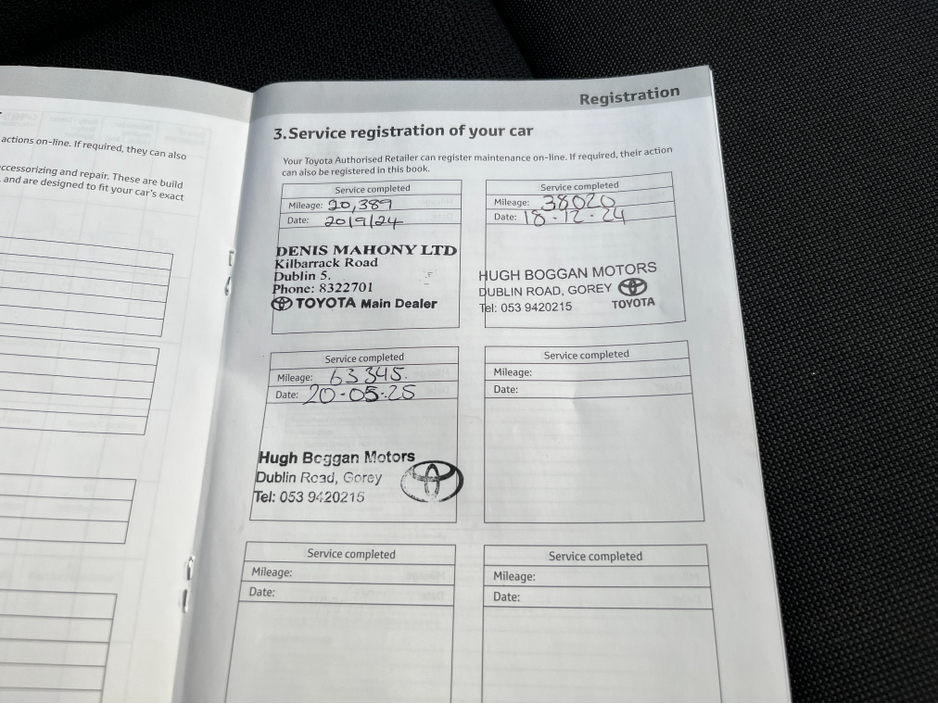 Registration
actions on-line. If required, they can also
accessorizing and repair. These are build
and are designed to fit your car's exact
3.Service registration of your car
Your Toyota Authorised Retailer can register maintenance on-line. If required, their action
can also be registered in this book.
Service completed
Mileage: 20,389
Date: 20/9/24
DENIS MAHONY LTD
Kilbarrack Road
Dublin 5.
Phone: 8322701
TOYOTA Main Dealer
Service completed
Mileage: 38020
Date: 18-12-24
HUGH BOGGAN MOTORS
DUBLIN ROAD, GOREY
Tel: 053 9420215
TOYOTA
Service completed
Mileage: 63345.
Date: 20-05-25
Hugh Boggan Motors
Dublin Road, Gorey
Tel: 053 9420215
Service completed
Mileage:
Date:
Service completed
Mileage:
Date:
Service completed
Mileage:
Date: